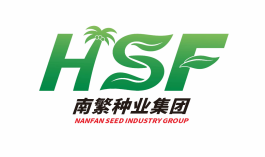 HSF
南繁种业集团
NANFAN SEED INDUSTRY GROUP